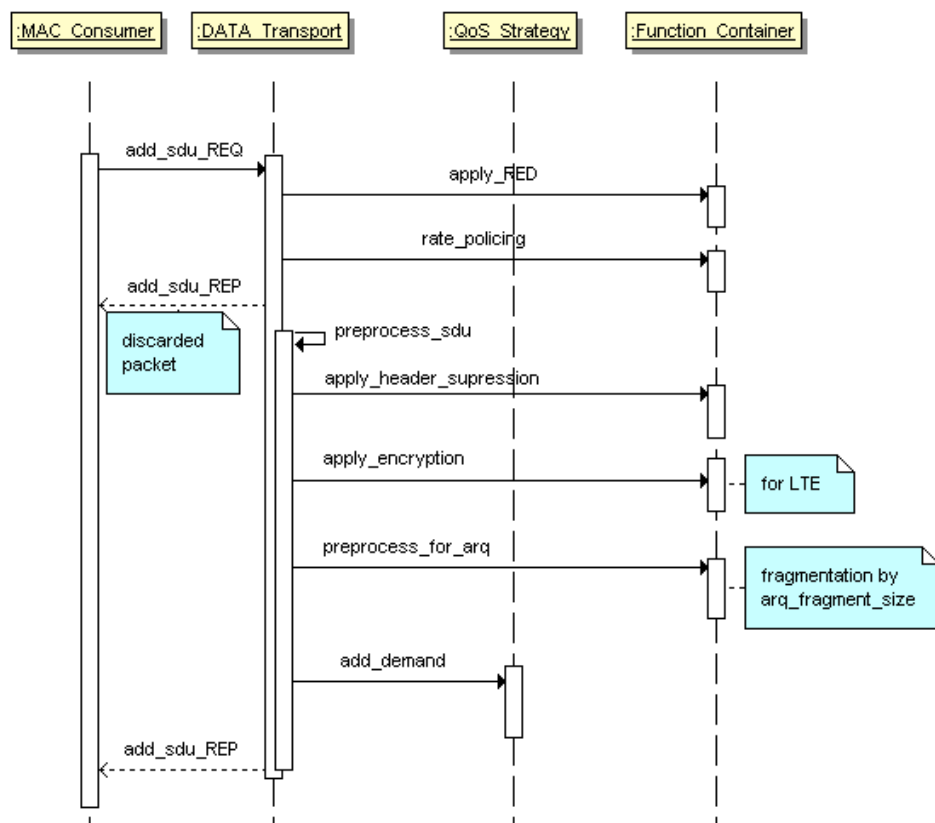 :MAC_Consumer
:DATA_Transport
:QoS_Strategy
:Function_Container
add_sdu_REQ
apply_RED
rate_policing
add_sdu_REP
discarded
packet
preprocess_sdu
apply_header_supression
apply_encryption
for LTE
preprocess_for_arq
fragmentation by
arq_fragment_size
add_demand
add_sdu_REP